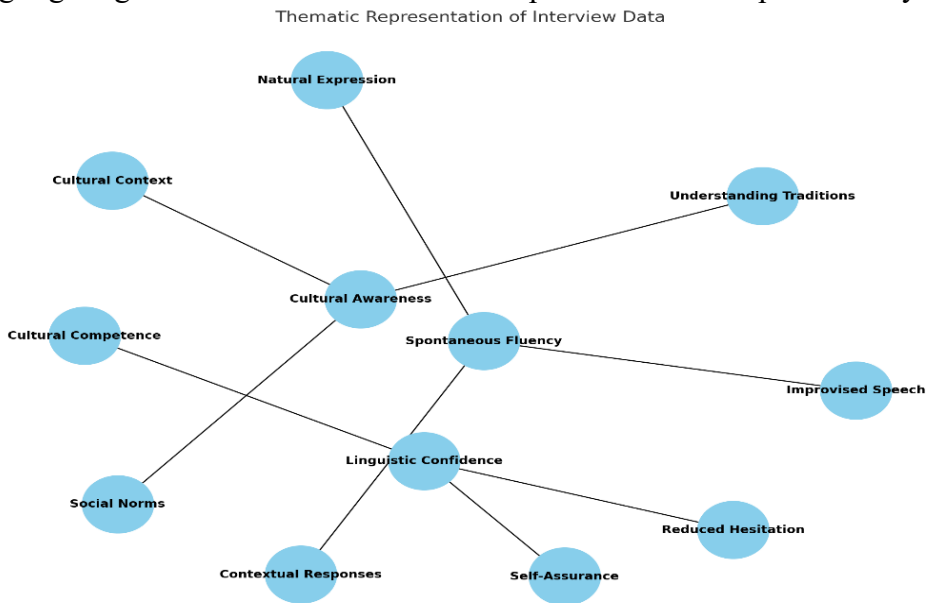 Thematic Representation of Interview Data
Natural Expression
Cultural Context
Understanding Traditions
Cultural Awareness
Cultural Competence
Spontaneous Fluency
Improvised Speech
Linguistic Confidence
Social Norms
Reduced Hesitation
Contextual Responses
Self-Assurance